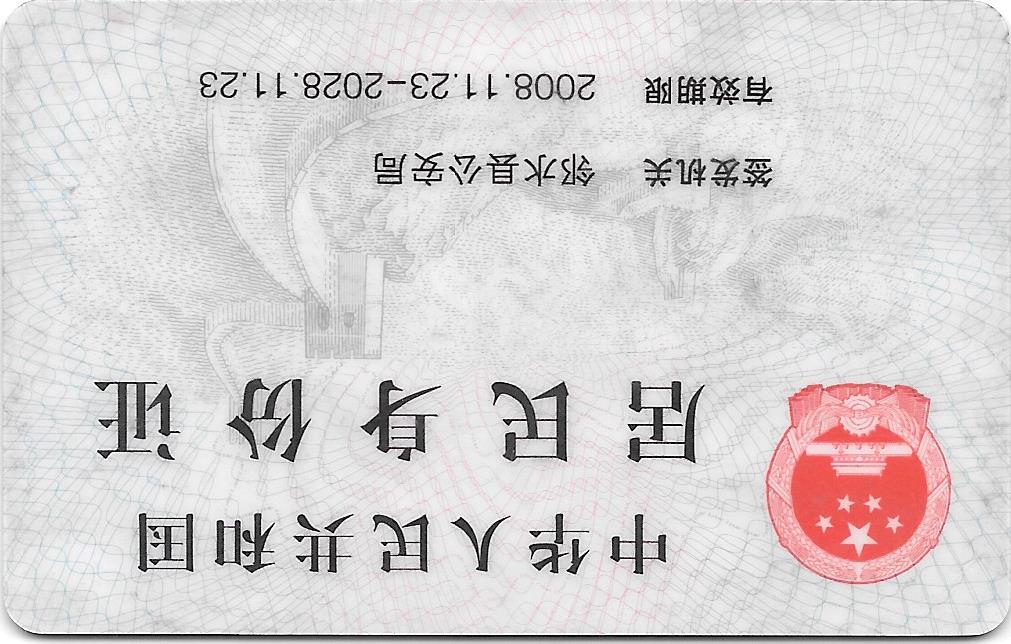 中华人民共和国
居民身份证
签发机关 邻水县公安局
有效期限 2008.11.23-2028.11.23